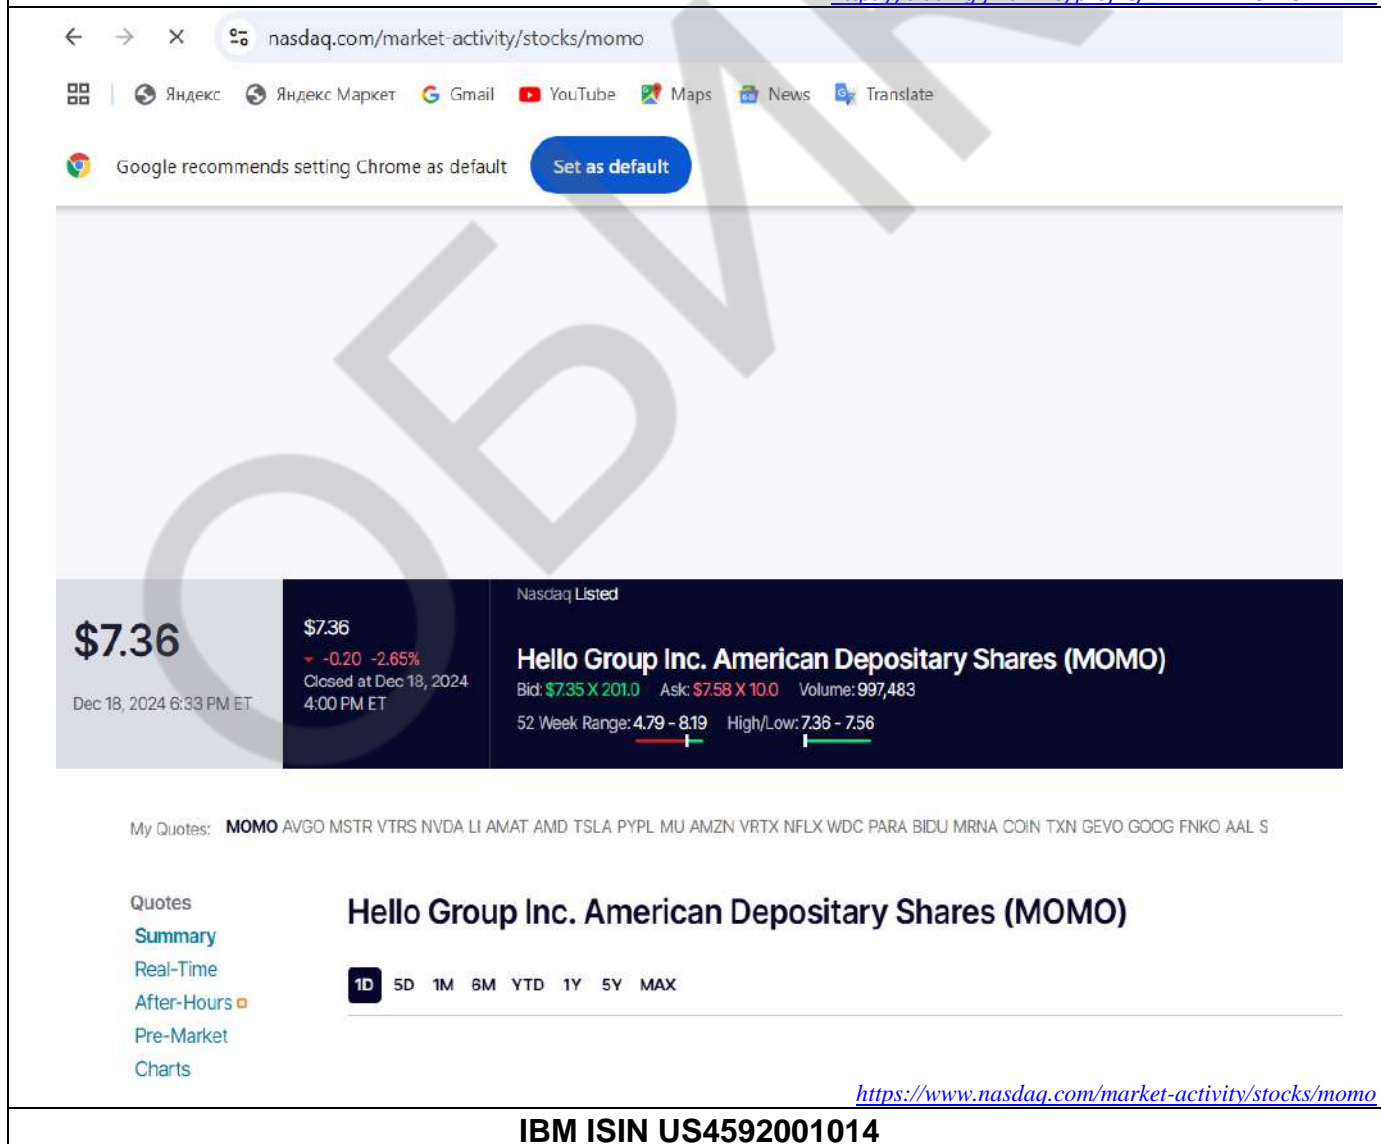 nasdaq.com/market-activity/stocks/momo
Яндекс Яндекс Маркет Gmail YouTube Maps News Translate
Google recommends setting Chrome as default Set as default
ОБИ
$7.36
Dec 18, 2024 6:33 PM ET
$7.36
-0.20 -2.65%
Closed at Dec 18, 2024
4:00 PM ET
Nasdaq Listed
Hello Group Inc. American Depositary Shares (MOMO)
Bid: $7.35 X 201.0 Ask: $7.58 X 10.0 Volume: 997,483
52 Week Range: 4.79 - 8.19 High/Low: 7.36 - 7.56
My Quotes: MOMO AVGO MSTR VTRS NVDA LI AMAT AMD TSLA PYPL MU AMZN VRTX NFLX WDC PARA BIDU MRNA COIN TXN GEVO GOOG FNKO AAL S
Quotes
Summary
Real-Time
After-Hours
Pre-Market
Charts
Hello Group Inc. American Depositary Shares (MOMO)
1D 5D 1M 6M YTD 1Y 5Y MAX
https://www.nasdaq.com/market-activity/stocks/momo
IBM ISIN US4592001014